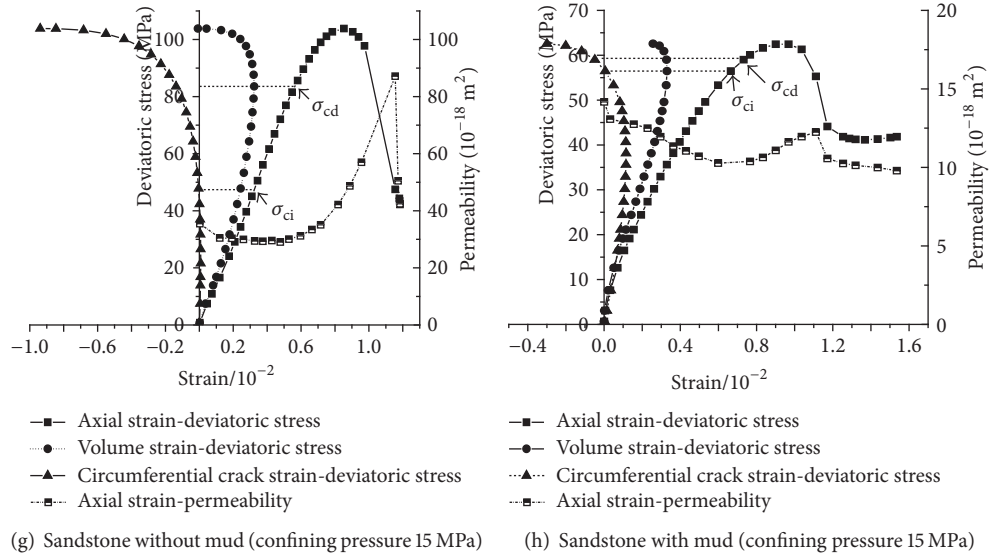 Deviatoric stress (MPa)
100
80
60
40
20
0
100
80
60
40
20
0
Permeability (10⁻¹⁸ m²)
σcd
σci
−1.0
−0.6
−0.2
0.2
0.6
1.0
Strain/10⁻²
Axial strain-deviatoric stress
Volume strain-deviatoric stress
Circumferential crack strain-deviatoric stress
Axial strain-permeability
(g) Sandstone without mud (confining pressure 15 MPa)
Deviatoric stress (MPa)
70
60
50
40
30
20
10
0
20
15
10
5
0
Permeability (10⁻¹⁸ m²)
σcd
σci
−0.4
0.0
0.4
0.8
1.2
1.6
Strain/10⁻²
Axial strain-deviatoric stress
Volume strain-deviatoric stress
Circumferential crack strain-deviatoric stress
Axial strain-permeability
(h) Sandstone with mud (confining pressure 15 MPa)